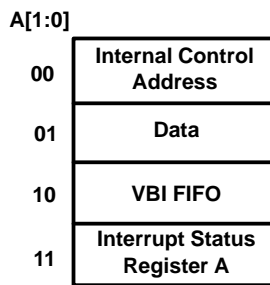 A[1:0]
00
Internal Control
Address
01
Data
10
VBI FIFO
11
Interrupt Status
Register A